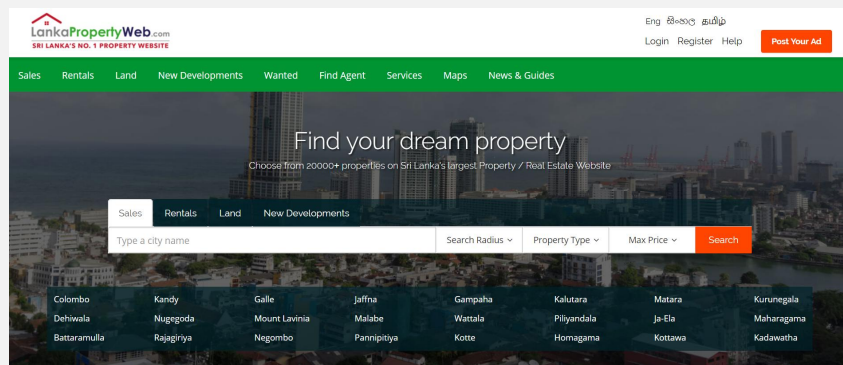 LankaPropertyWeb.com
SRI LANKA'S NO. 1 PROPERTY WEBSITE
Eng සිංහල தமிழ்
Login Register Help Post Your Ad
Sales Rentals Land New Developments Wanted Find Agent Services Maps News & Guides
Find your dream property
Choose from 20000+ properties on Sri Lanka's largest Property / Real Estate Website
Sales Rentals Land New Developments
Type a city name Search Radius Property Type Max Price Search
Colombo Kandy Galle Jaffna Gampaha Kalutara Matara Kurunegala
Dehiwala Nugegoda Mount Lavinia Malabe Wattala Piliyandala Ja-Ela Maharagama
Battaramulla Rajagiriya Negombo Pannipitiya Kotte Homagama Kottawa Kadawatha